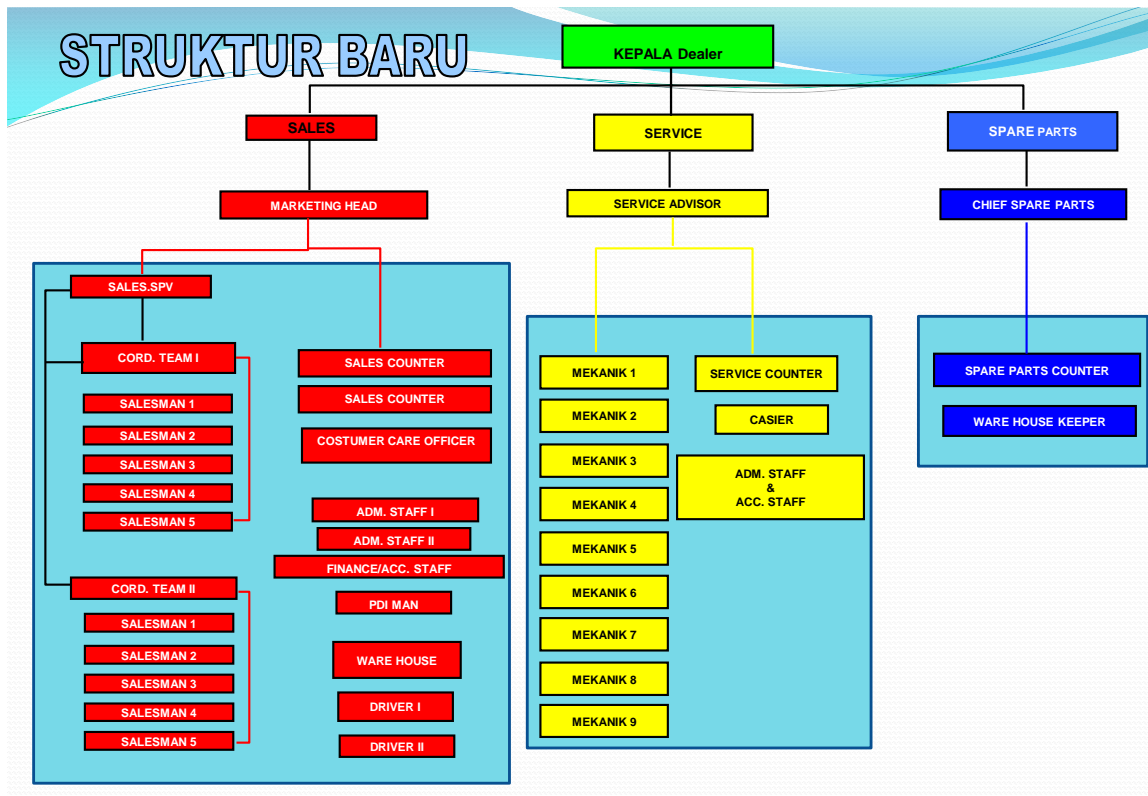 STRUKTUR BARU
KEPALA Dealer
SALES
SERVICE
SPARE PARTS
MARKETING HEAD
SERVICE ADVISOR
CHIEF SPARE PARTS
SALES.SPV
CORD. TEAM I
SALESMAN 1
SALESMAN 2
SALESMAN 3
SALESMAN 4
SALESMAN 5
CORD. TEAM II
SALESMAN 1
SALESMAN 2
SALESMAN 3
SALESMAN 4
SALESMAN 5
SALES COUNTER
SALES COUNTER
COSTUMER CARE OFFICER
ADM. STAFF I
ADM. STAFF II
FINANCE/ACC. STAFF
PDI MAN
WARE HOUSE
DRIVER I
DRIVER II
MEKANIK 1
MEKANIK 2
MEKANIK 3
MEKANIK 4
MEKANIK 5
MEKANIK 6
MEKANIK 7
MEKANIK 8
MEKANIK 9
SERVICE COUNTER
CASIER
ADM. STAFF
&
ACC. STAFF
SPARE PARTS COUNTER
WARE HOUSE KEEPER